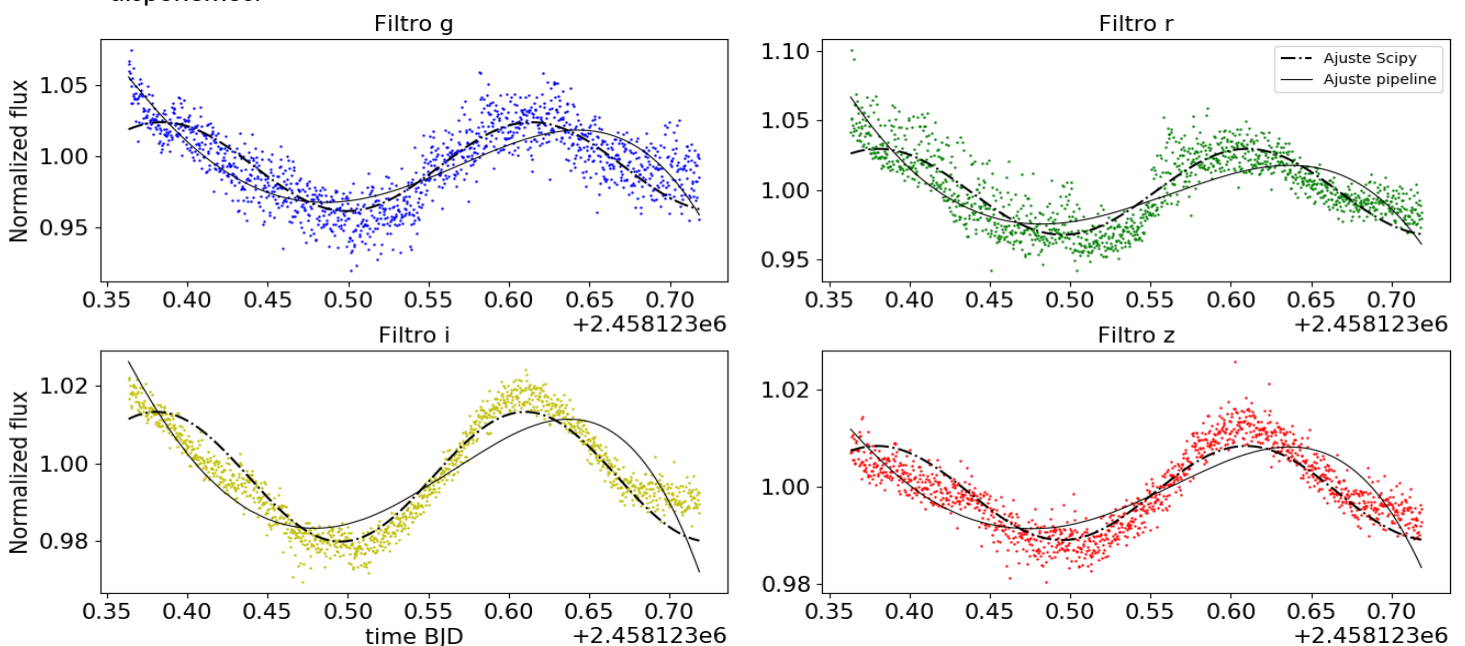 Filtro g
Filtro r
Normalized flux
1.05
1.00
0.95
0.35 0.40 0.45 0.50 0.55 0.60 0.65 0.70
+2.458123e6
1.10
1.05
1.00
0.95
Ajuste Scipy
Ajuste pipeline
0.35 0.40 0.45 0.50 0.55 0.60 0.65 0.70
+2.458123e6
Filtro i
Filtro z
Normalized flux
1.02
1.00
0.98
0.35 0.40 0.45 0.50 0.55 0.60 0.65 0.70
time BJD
+2.458123e6
1.02
1.00
0.98
0.35 0.40 0.45 0.50 0.55 0.60 0.65 0.70
+2.458123e6